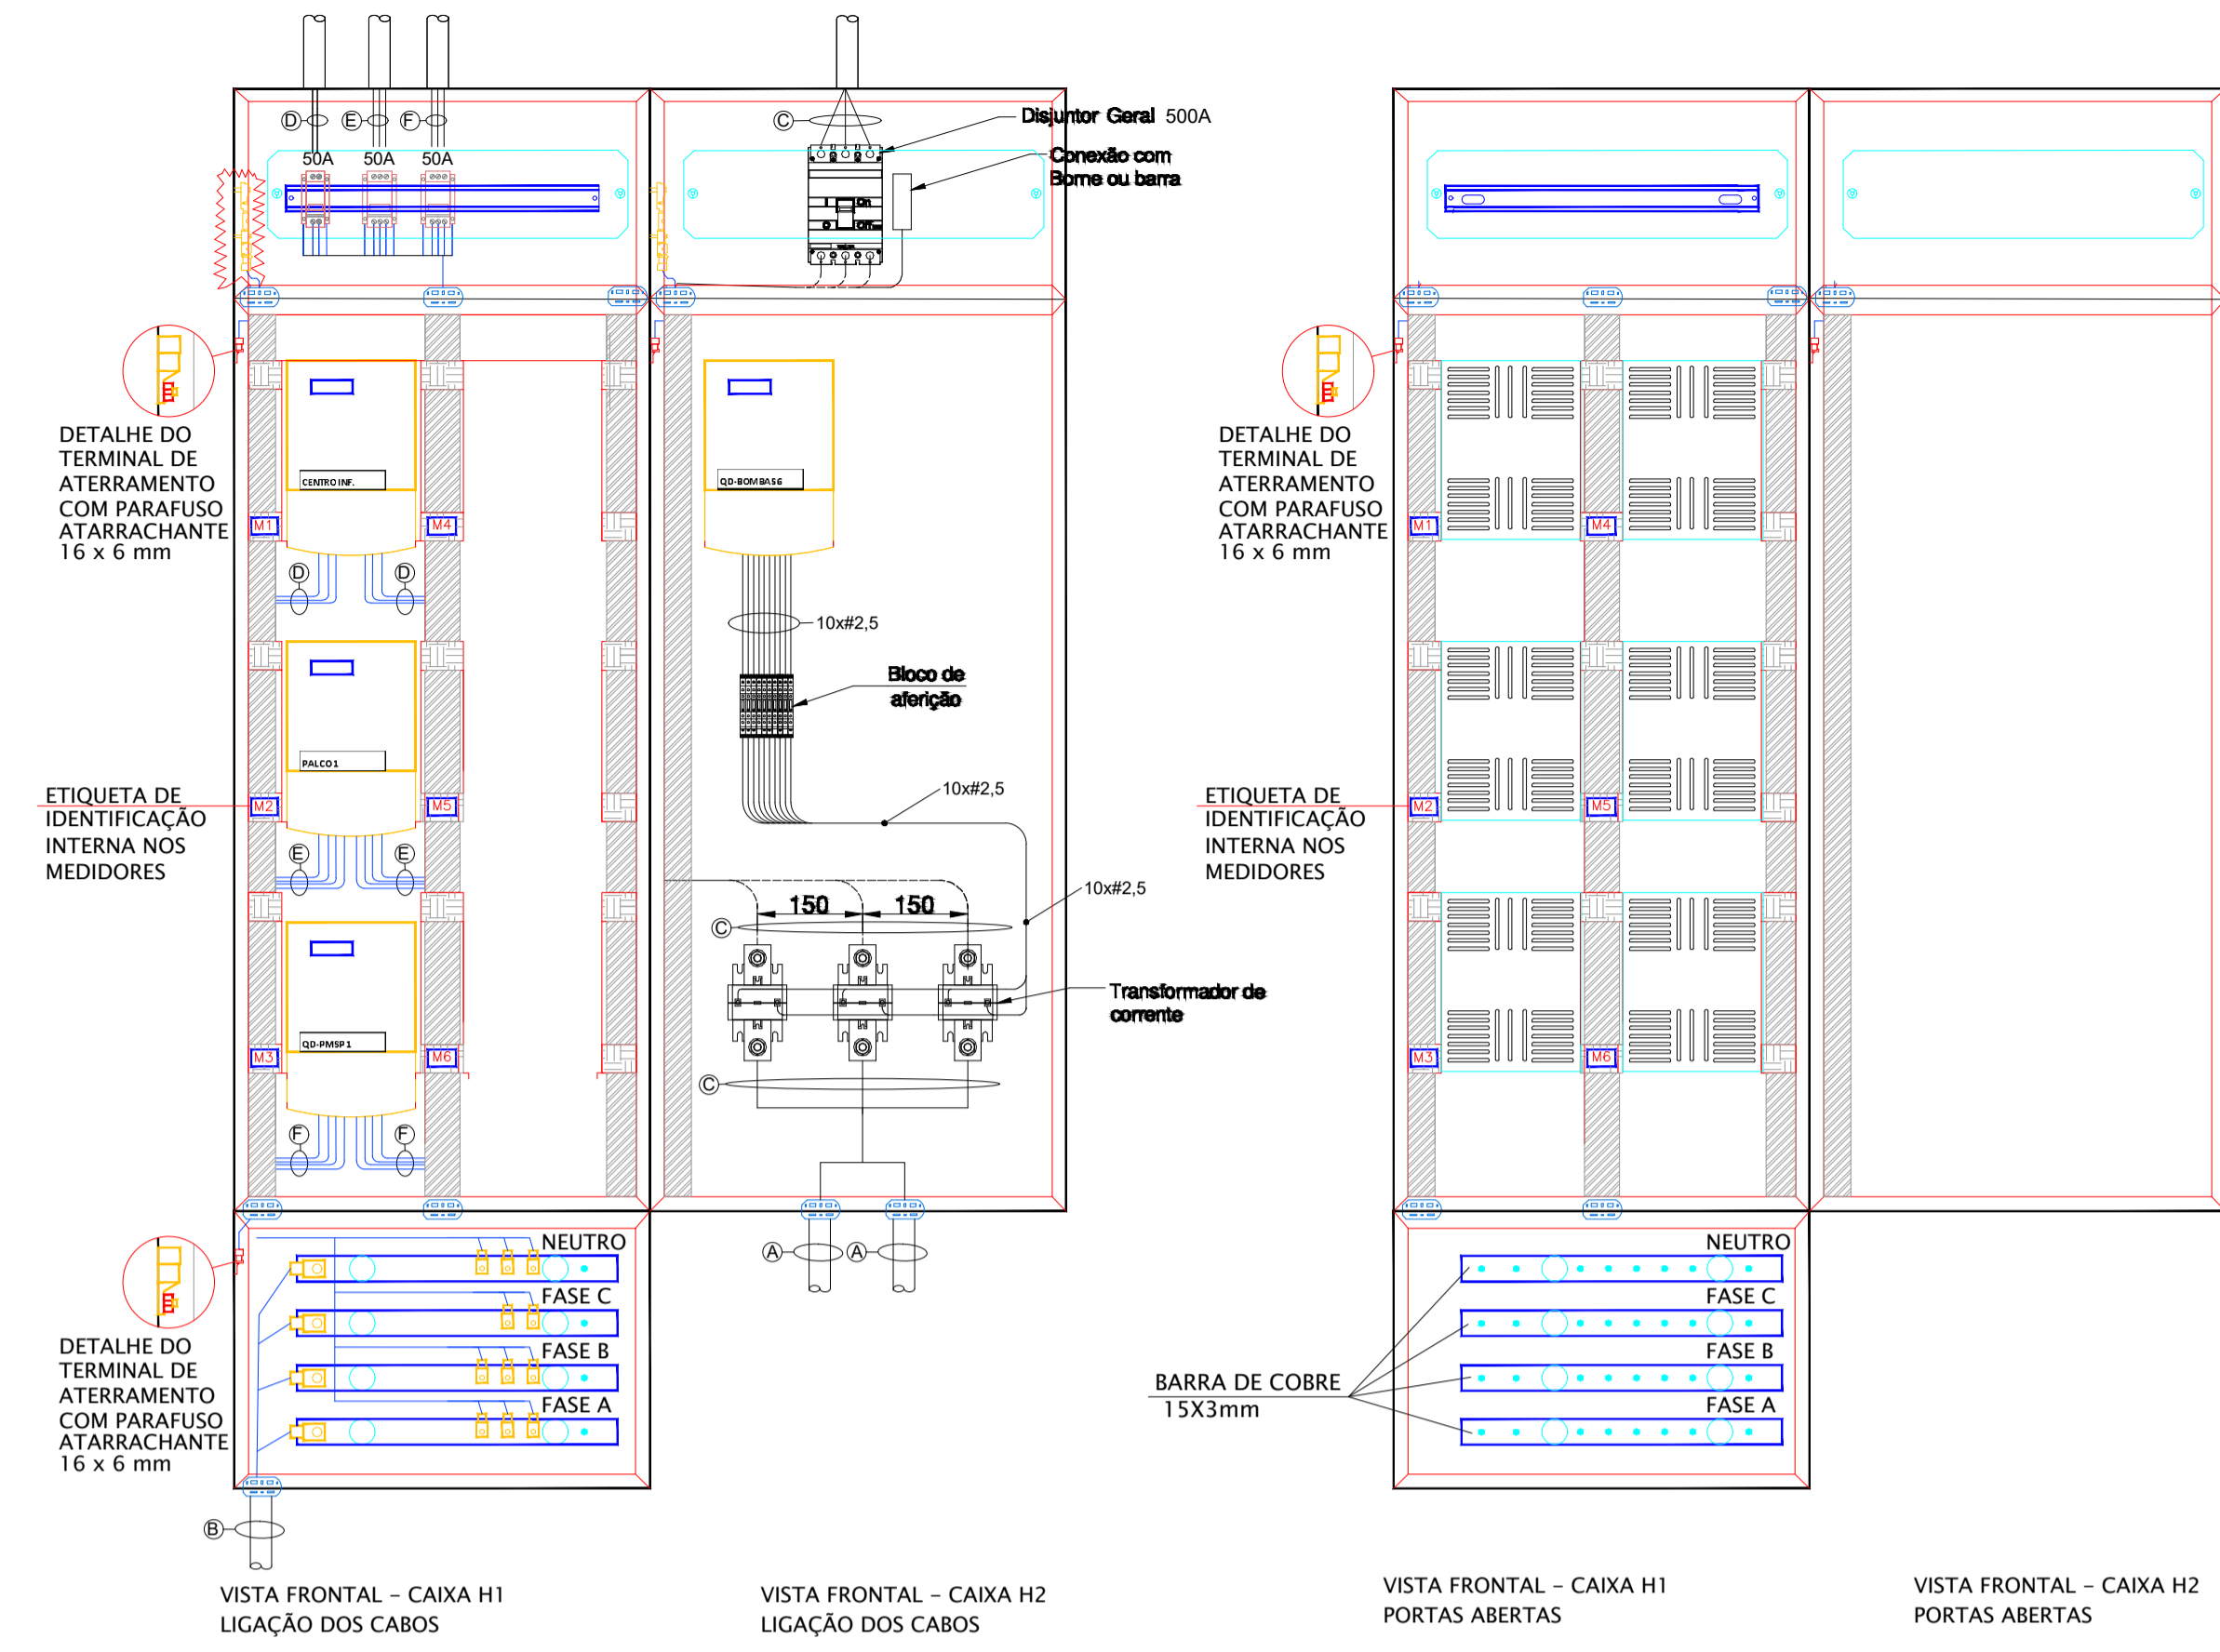 D
E
F
50A
50A
50A
C
Disjuntor Geral 500A
Conexão com
Borne ou barra
On
Off
DETALHE DO
TERMINAL DE
ATERRAMENTO
COM PARAFUSO
ATARRACHANTE
16 x 6 mm
CENTRO INF.
M1
M4
D
D
QD-BOMBAS6
10x#2,5
Bloco de
aferição
PALCO1
ETIQUETA DE
IDENTIFICAÇÃO
INTERNA NOS
MEDIDORES
M2
M5
E
E
10x#2,5
10x#2,5
150
150
C
Transformador de
corrente
C
QD-PMSP1
M3
M6
F
F
A
A
NEUTRO
FASE C
FASE B
FASE A
DETALHE DO
TERMINAL DE
ATERRAMENTO
COM PARAFUSO
ATARRACHANTE
16 x 6 mm
B
VISTA FRONTAL - CAIXA H1
LIGAÇÃO DOS CABOS
VISTA FRONTAL - CAIXA H2
LIGAÇÃO DOS CABOS
DETALHE DO
TERMINAL DE
ATERRAMENTO
COM PARAFUSO
ATARRACHANTE
16 x 6 mm
M1
M4
ETIQUETA DE
IDENTIFICAÇÃO
INTERNA NOS
MEDIDORES
M2
M5
M3
M6
NEUTRO
FASE C
FASE B
FASE A
BARRA DE COBRE
15X3mm
VISTA FRONTAL - CAIXA H1
PORTAS ABERTAS
VISTA FRONTAL - CAIXA H2
PORTAS ABERTAS